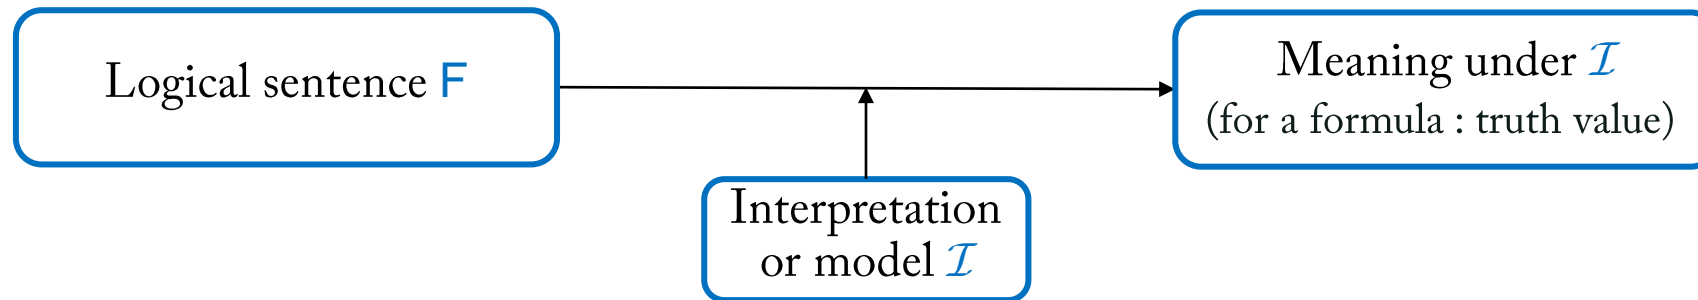 Logical sentence F
Meaning under ℐ
(for a formula : truth value)
Interpretation
or model ℐ